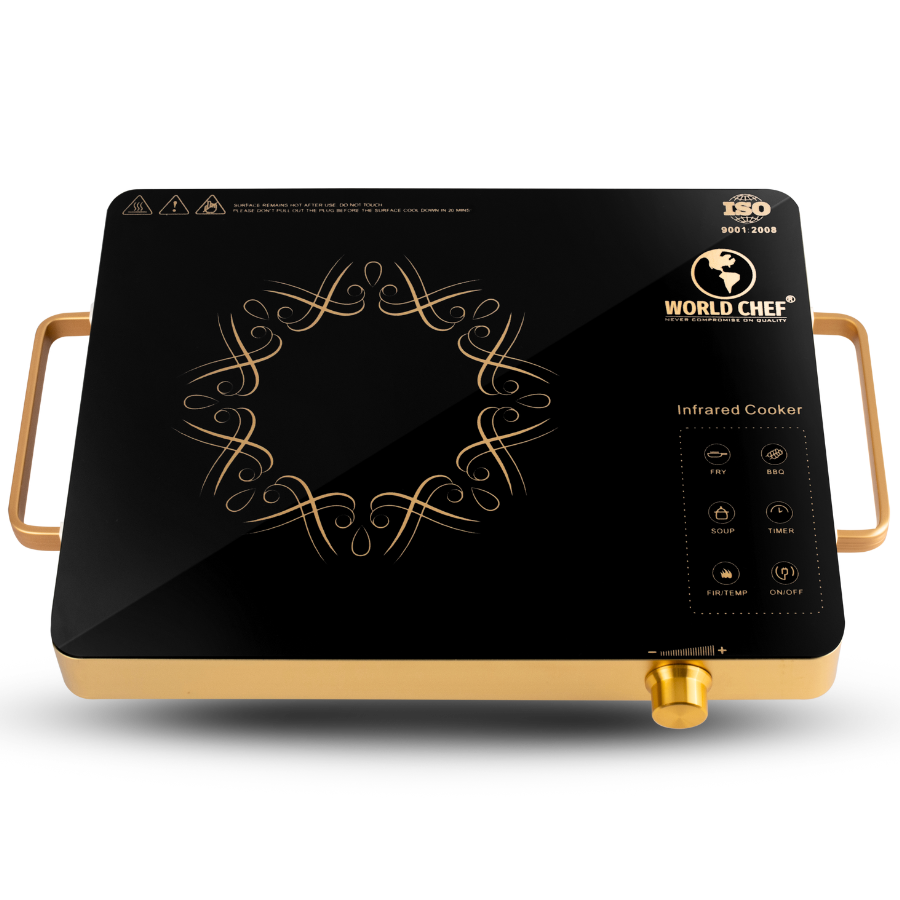 SURFACE REMAINS HOT AFTER USE. DO NOT TOUCH
PLEASE DON'T PULL OUT THE PLUG BEFORE THE SURFACE COOL DOWN IN 20 MINS
ISO
9001:2008
WORLD CHEF®
NEVER COMPROMISE ON QUALITY
Infrared Cooker
FRY
BBQ
SOUP
TIMER
FIR/TEMP
ON/OFF
− +